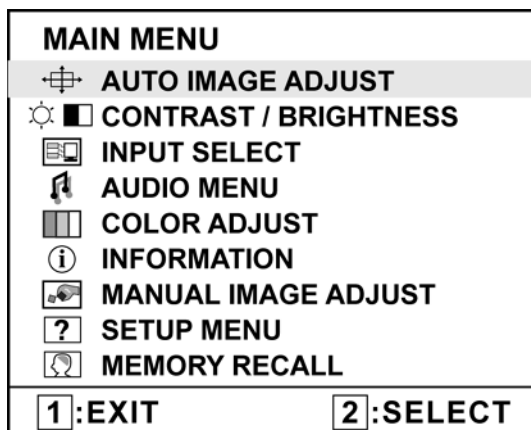 MAIN MENU
AUTO IMAGE ADJUST
CONTRAST / BRIGHTNESS
INPUT SELECT
AUDIO MENU
COLOR ADJUST
i INFORMATION
MANUAL IMAGE ADJUST
? SETUP MENU
MEMORY RECALL
1:EXIT 2:SELECT